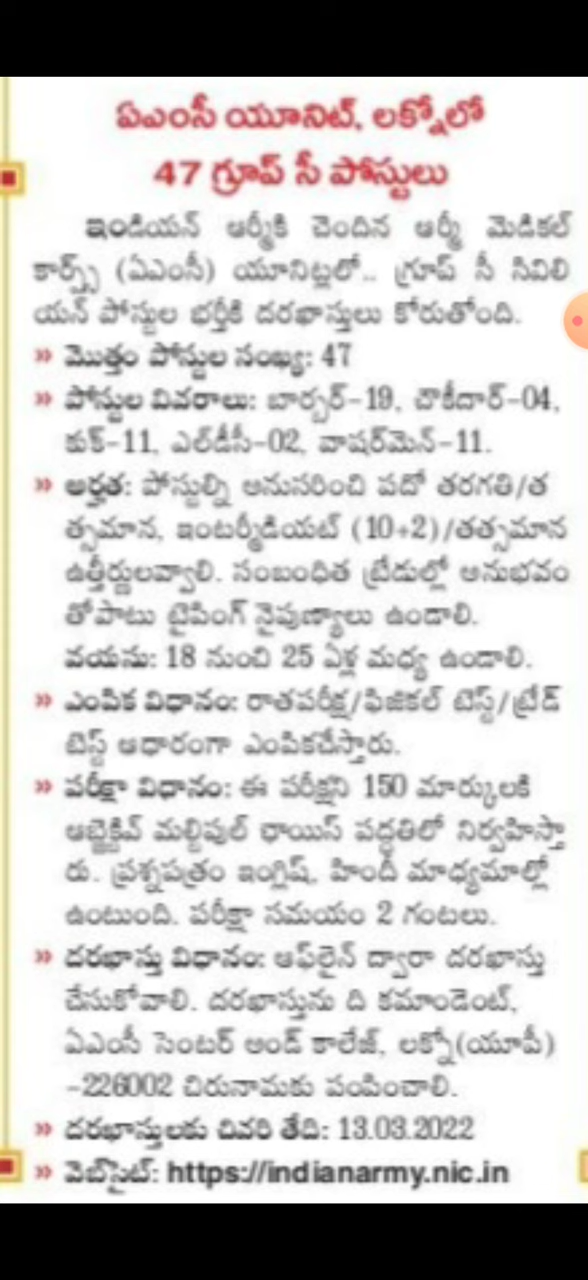 ఏఎంసీ యూనిట్, లక్నోలో
47 గ్రూప్ సీ పోస్టులు
ఇండియన్ ఆర్మీకి చెందిన ఆర్మీ మెడికల్
కార్ప్స్ (ఏఎంసీ) యూనిట్లలో.. గ్రూప్ సీ సివిలి
యన్ పోస్టుల భర్తీకి దరఖాస్తులు కోరుతోంది.
» మొత్తం పోస్టుల సంఖ్య: 47
» పోస్టుల వివరాలు: బార్బర్-19, చౌకీదార్-04,
కుక్-11, ఎల్‌డీసీ-02, వాషర్‌మెన్-11.
» అర్హత: పోస్టుల్ని అనుసరించి పదో తరగతి/త
త్సమాన, ఇంటర్మీడియట్ (10+2)/తత్సమాన
ఉత్తీర్ణులవ్వాలి. సంబంధిత ట్రేడుల్లో అనుభవం
తోపాటు టైపింగ్ నైపుణ్యాలు ఉండాలి.
వయసు: 18 నుంచి 25 ఏళ్ల మధ్య ఉండాలి.
» ఎంపిక విధానం: రాతపరీక్ష/ఫిజికల్ టెస్ట్/ట్రేడ్
టెస్ట్ ఆధారంగా ఎంపికచేస్తారు.
» పరీక్షా విధానం: ఈ పరీక్షని 150 మార్కులకి
ఆబ్జెక్టివ్ మల్టిపుల్ ఛాయిస్ పద్ధతిలో నిర్వహిస్తా
రు. ప్రశ్నపత్రం ఇంగ్లిష్, హిందీ మాధ్యమాల్లో
ఉంటుంది. పరీక్షా సమయం 2 గంటలు.
» దరఖాస్తు విధానం: ఆఫ్‌లైన్ ద్వారా దరఖాస్తు
చేసుకోవాలి. దరఖాస్తును ది కమాండెంట్,
ఏఎంసీ సెంటర్ అండ్ కాలేజ్, లక్నో(యూపీ)
-226002 చిరునామకు పంపించాలి.
» దరఖాస్తులకు చివరి తేది: 13.03.2022
» వెబ్‌సైట్: https://indianarmy.nic.in